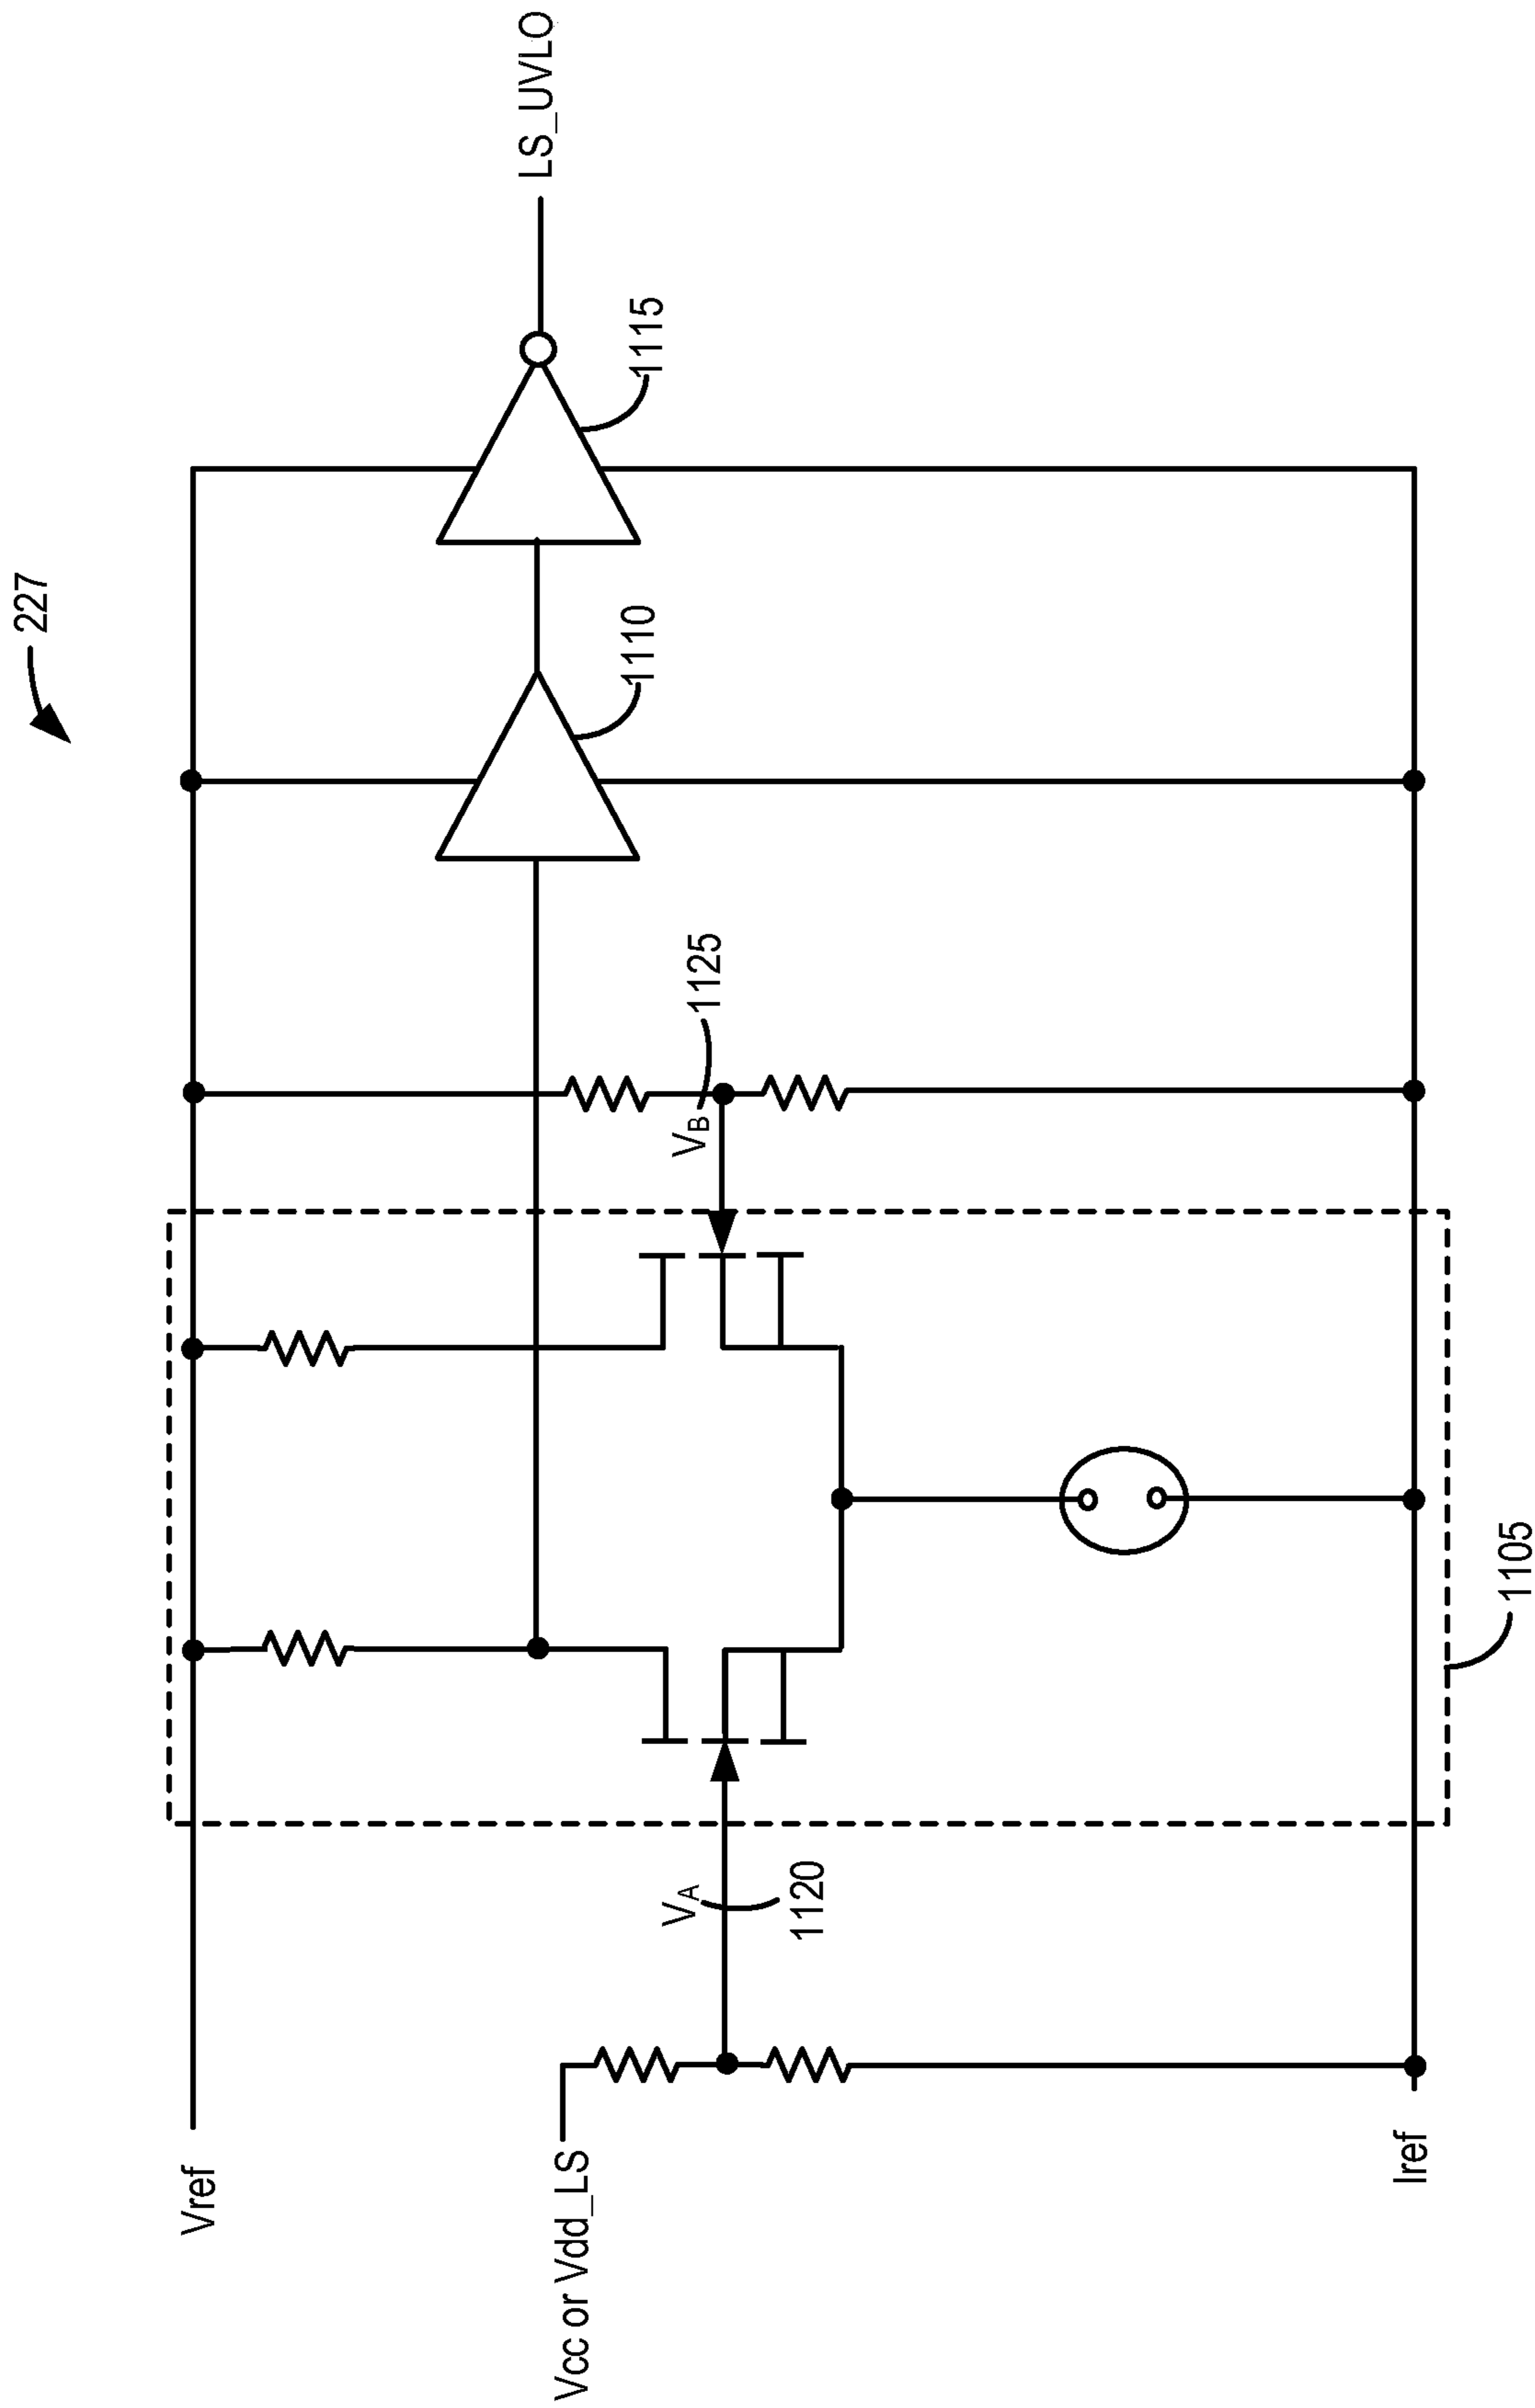 227
Vref
LS_UVLO
1115
1110
1125
VB
VA
1120
Vcc or Vdd_LS
Iref
1105